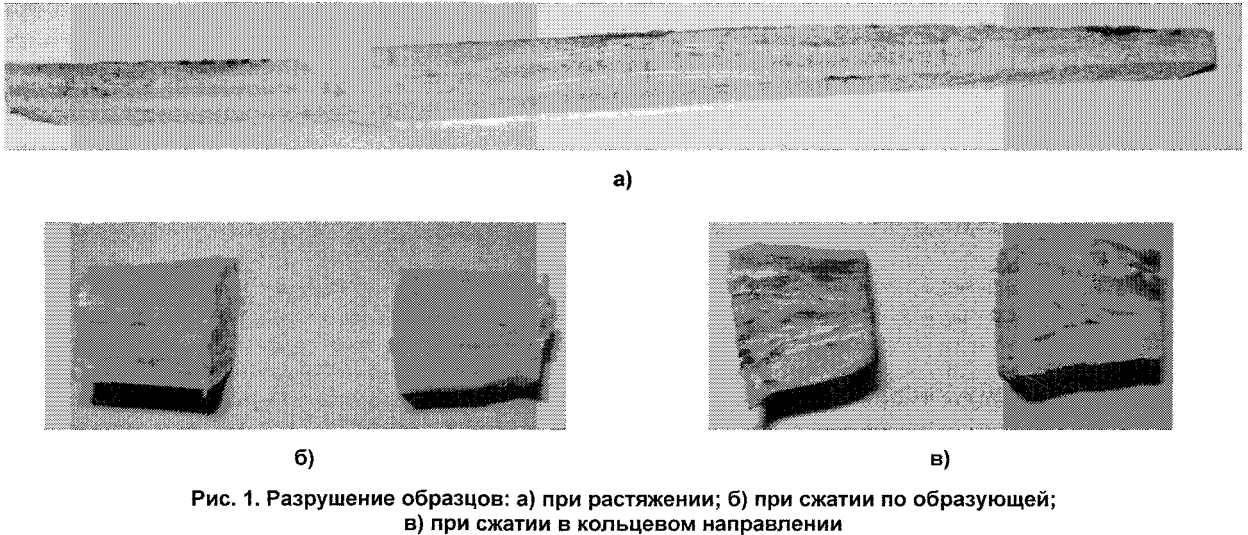 а)
б)
в)
Рис. 1. Разрушение образцов: а) при растяжении; б) при сжатии по образующей;
в) при сжатии в кольцевом направлении